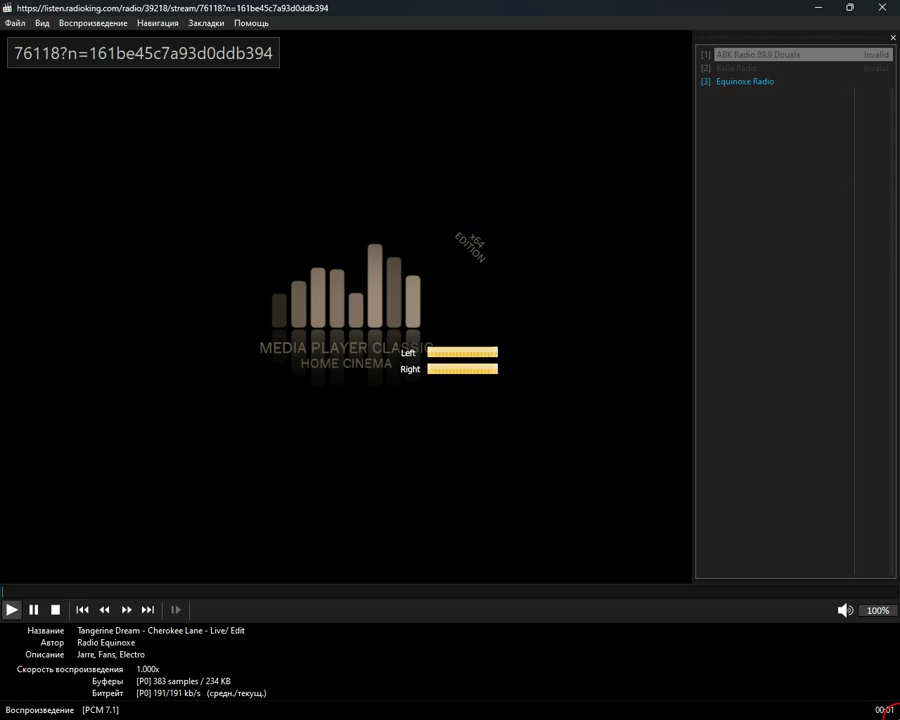 https://listen.radioking.com/radio/39218/stream/76118?n=161be45c7a93d0ddb394
Файл Вид Воспроизведение Навигация Закладки Помощь
76118?n=161be45c7a93d0ddb394
[1] ABK Radio 89.9 Douala Invalid
[2] Balla Radio Invalid
[3] Equinoxe Radio
x64
EDITION
MEDIA PLAYER CLASSIC
HOME CINEMA
Left
Right
100%
Название Tangerine Dream - Cherokee Lane - Live/ Edit
Автор Radio Equinoxe
Описание Jarre, Fans, Electro
Скорость воспроизведения 1.000x
Буферы [P0] 383 samples / 234 KB
Битрейт [P0] 191/191 kb/s (средн./текущ.)
Воспроизведение [PCM 7.1] 00:01